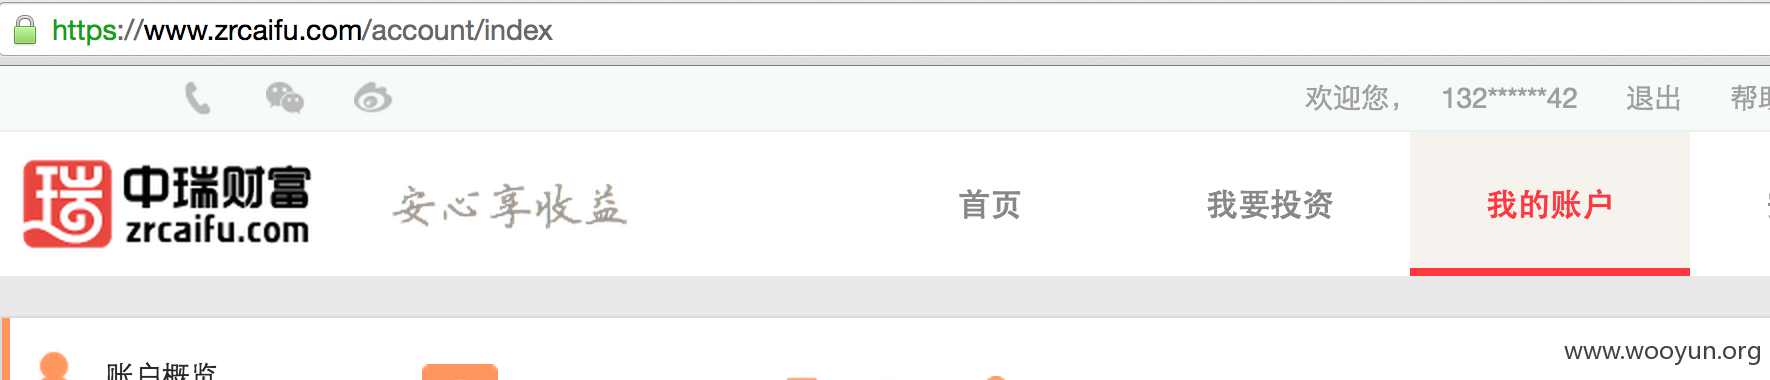 https://www.zrcaifu.com/account/index
欢迎您， 132******42 退出
中瑞财富
zrcaifu.com
安心享收益
首页 我要投资 我的账户
账户概览
www.wooyun.org